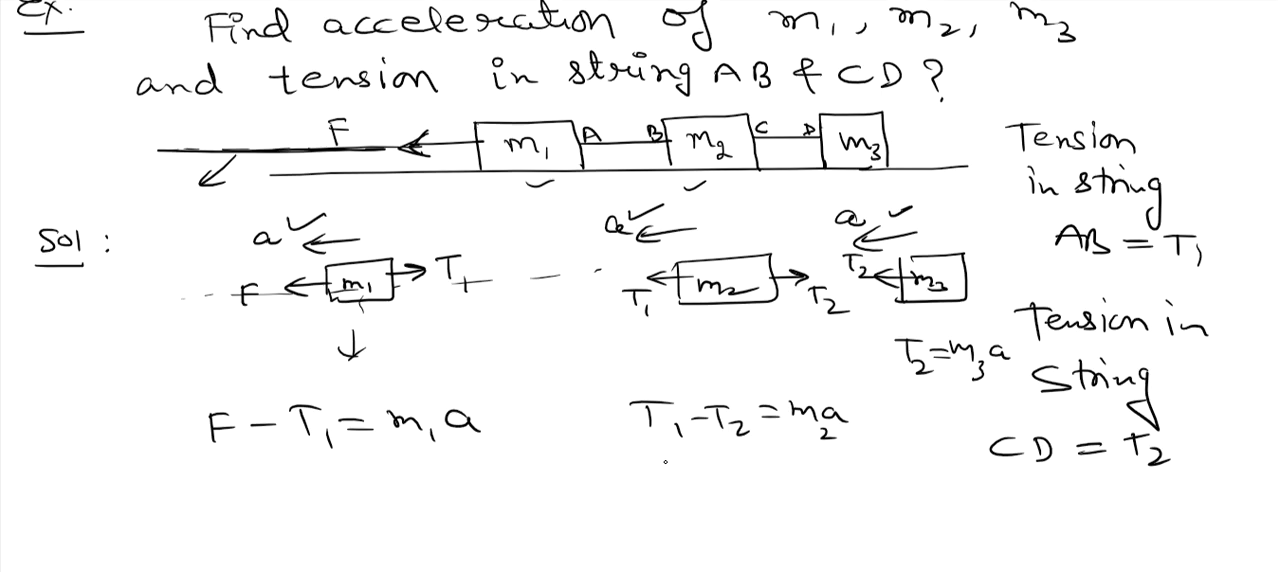 Ex.
Find acceleration of m₁, m₂, m₃
and tension in string AB & CD?
F
m₁ A B m₂ C D m₃
Tension
in string
AB = T₁
Sol :
a a a
F m₁ T₁ T₁ m₂ T₂ T₂ m₃
T₂ = m₃a
Tension in
String
CD = T₂
F - T₁ = m₁a
T₁ - T₂ = m₂a